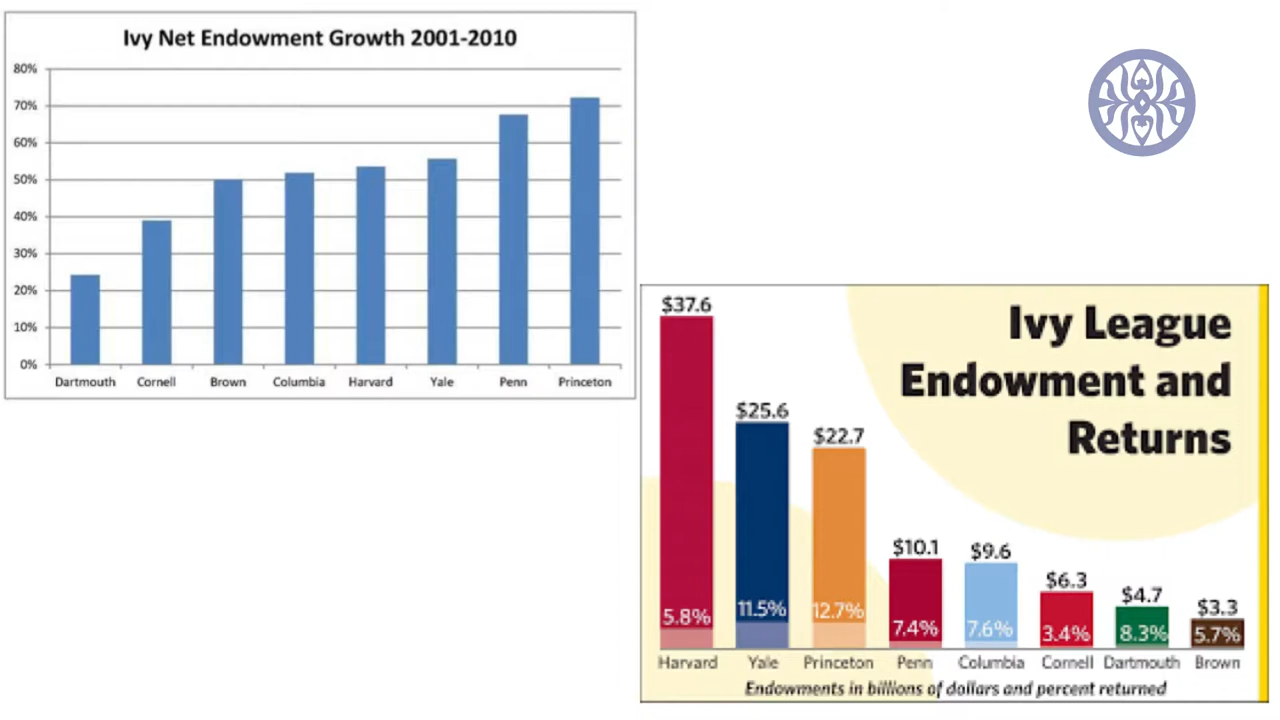 Ivy Net Endowment Growth 2001-2010
80%
70%
60%
50%
40%
30%
20%
10%
0%
Dartmouth Cornell Brown Columbia Harvard Yale Penn Princeton
Ivy League
Endowment and
Returns
$37.6
$25.6
$22.7
$10.1
$9.6
$6.3
$4.7
$3.3
5.8% 11.5% 12.7% 7.4% 7.6% 3.4% 8.3% 5.7%
Harvard Yale Princeton Penn Columbia Cornell Dartmouth Brown
Endowments in billions of dollars and percent returned